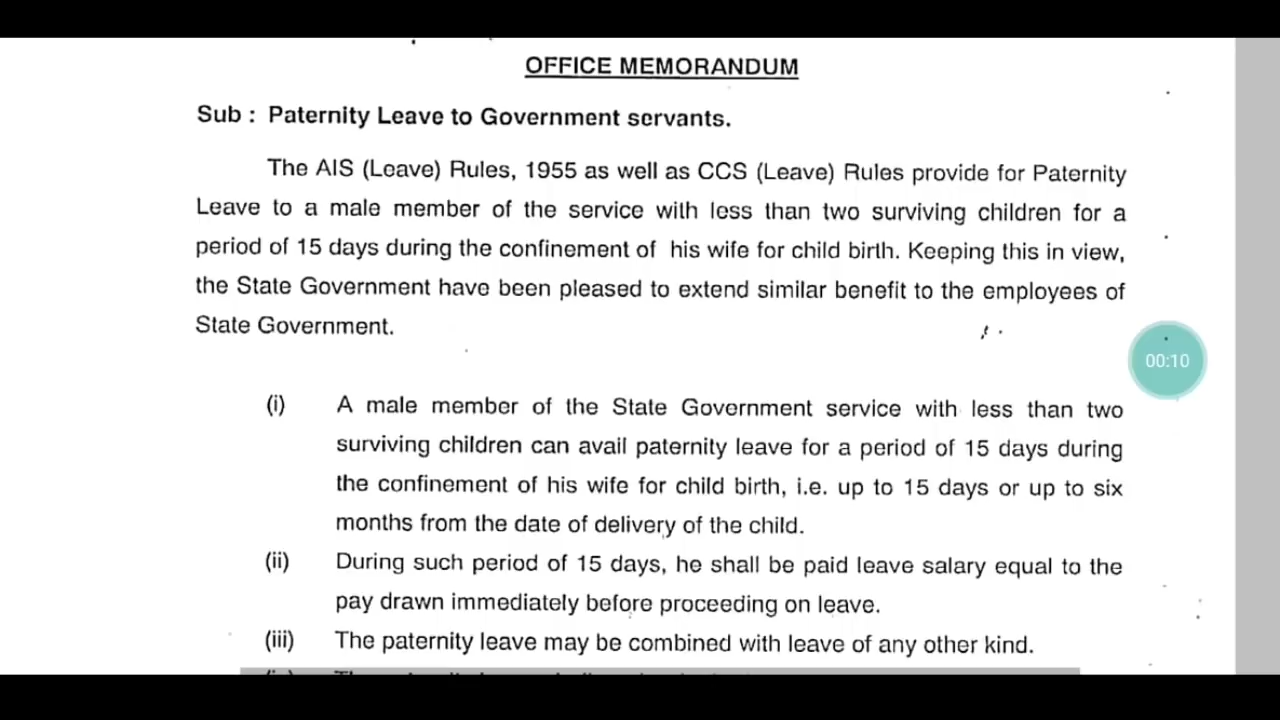 OFFICE MEMORANDUM
Sub : Paternity Leave to Government servants.
The AIS (Leave) Rules, 1955 as well as CCS (Leave) Rules provide for Paternity
Leave to a male member of the service with less than two surviving children for a
period of 15 days during the confinement of his wife for child birth. Keeping this in view,
the State Government have been pleased to extend similar benefit to the employees of
State Government.
00:10
(i) A male member of the State Government service with less than two
surviving children can avail paternity leave for a period of 15 days during
the confinement of his wife for child birth, i.e. up to 15 days or up to six
months from the date of delivery of the child.
(ii) During such period of 15 days, he shall be paid leave salary equal to the
pay drawn immediately before proceeding on leave.
(iii) The paternity leave may be combined with leave of any other kind.